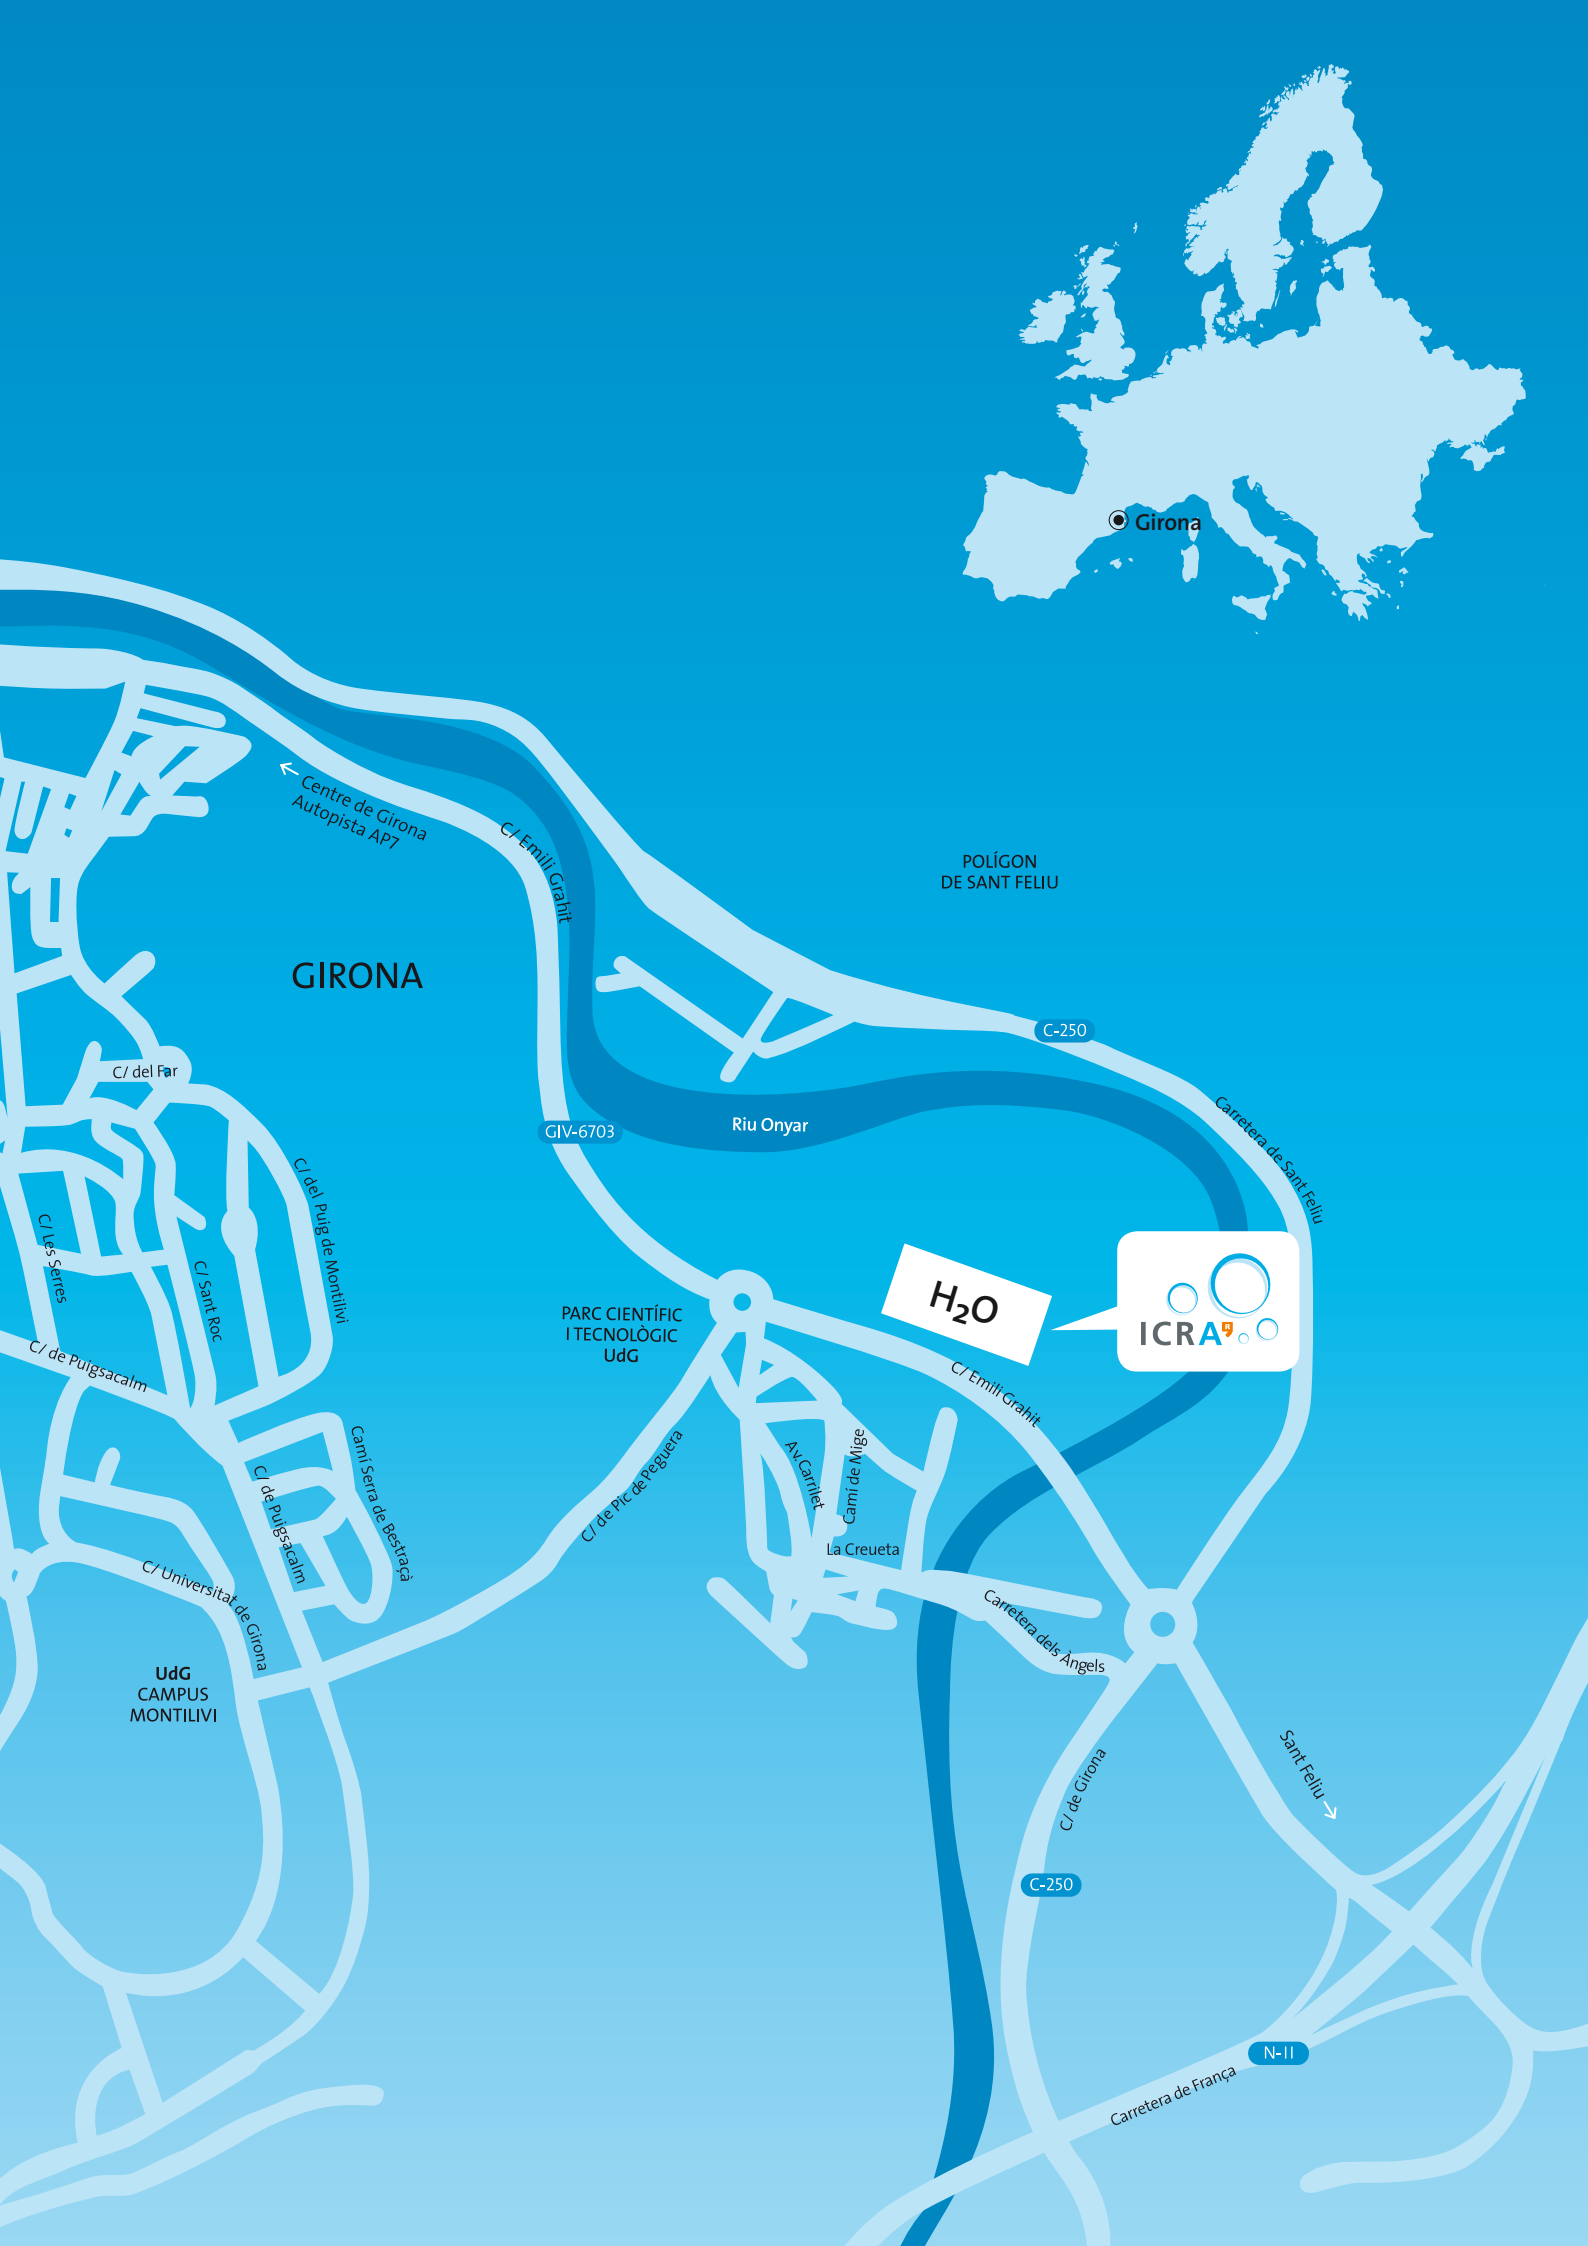 Girona
Centre de Girona
Autopista AP7
C/ Emili Grahit
POLÍGON
DE SANT FELIU
GIRONA
C-250
C/ del Far
Carretera de Sant Feliu
Riu Onyar
GIV-6703
C/ del Puig de Montilivi
C/ Les Serres
C/ Sant Roc
H₂O
ICRA
R
PARC CIENTÍFIC
I TECNOLÒGIC
UdG
C/ de Puigsacalm
C/ Emili Grahit
Camí Serra de Bestraçà
C/ de Pic de Peguera
Av. Carrilet
Camí de Mige
C/ de Puigsacalm
La Creueta
C/ Universitat de Girona
Carretera dels Àngels
UdG
CAMPUS
MONTILIVI
Sant Feliu
C/ de Girona
C-250
N-II
Carretera de França